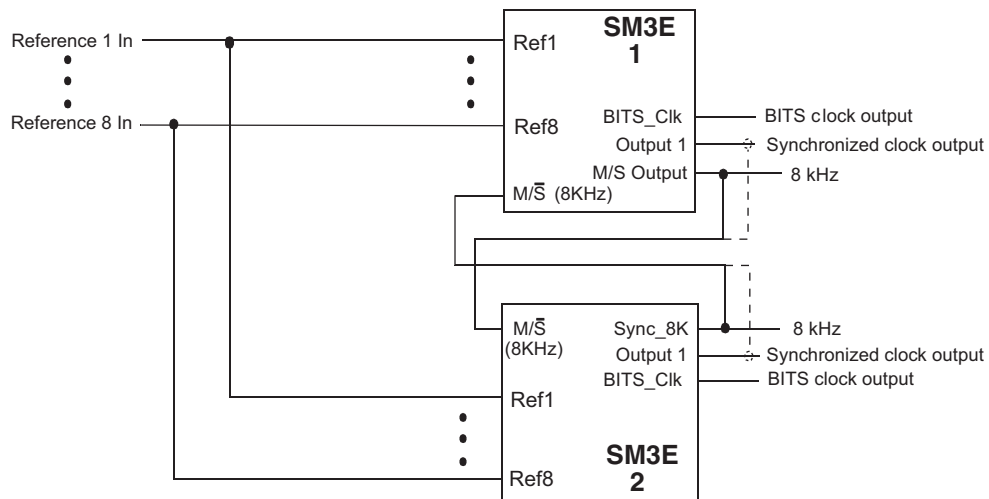 Reference 1 In
Reference 8 In
Ref1
Ref8
M/S̅ (8KHz)
SM3E
1
BITS_Clk
Output 1
M/S Output
BITS clock output
Synchronized clock output
8 kHz
M/S̅
(8KHz)
Ref1
Ref8
Sync_8K
Output 1
BITS_Clk
SM3E
2
8 kHz
Synchronized clock output
BITS clock output